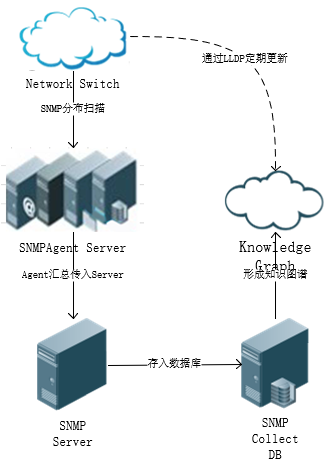 通过LLDP定期更新
Network Switch
SNMP分布扫描
SNMPAgent Server
Knowledge
Graph
Agent汇总传入Server
形成知识图谱
存入数据库
SNMP
Server
SNMP
Collect
DB